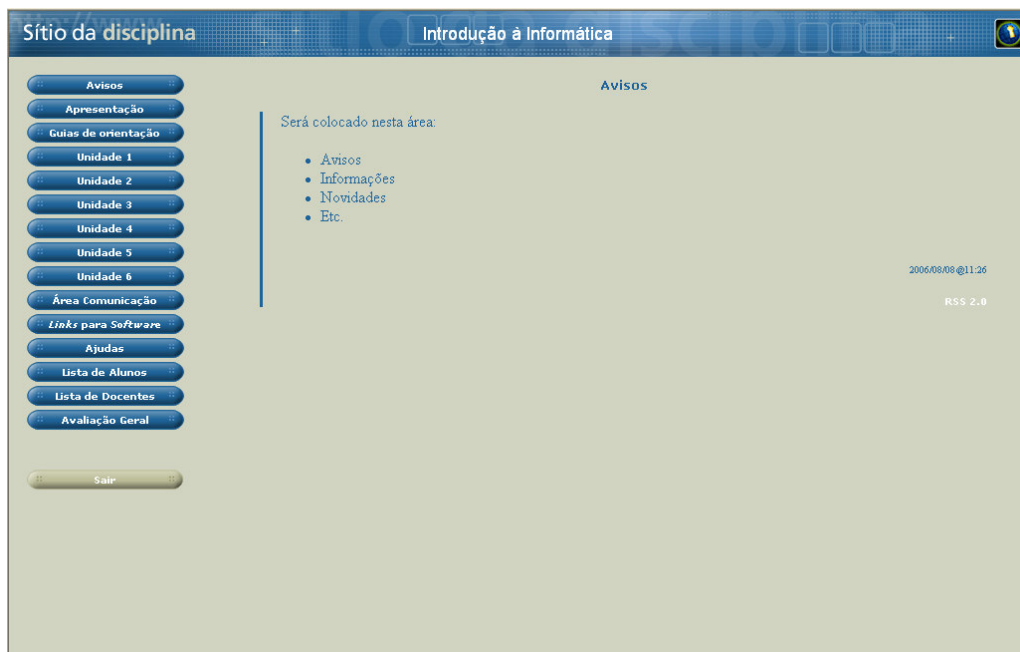 http://www
Sítio da disciplina
Introdução à Informática
Avisos
Apresentação
Guias de orientação
Unidade 1
Unidade 2
Unidade 3
Unidade 4
Unidade 5
Unidade 6
Área Comunicação
Links para Software
Ajudas
Lista de Alunos
Lista de Docentes
Avaliação Geral
Sair
Avisos
Será colocado nesta área:
Avisos
Informações
Novidades
Etc.
2006/08/08@11:26
RSS 2.0